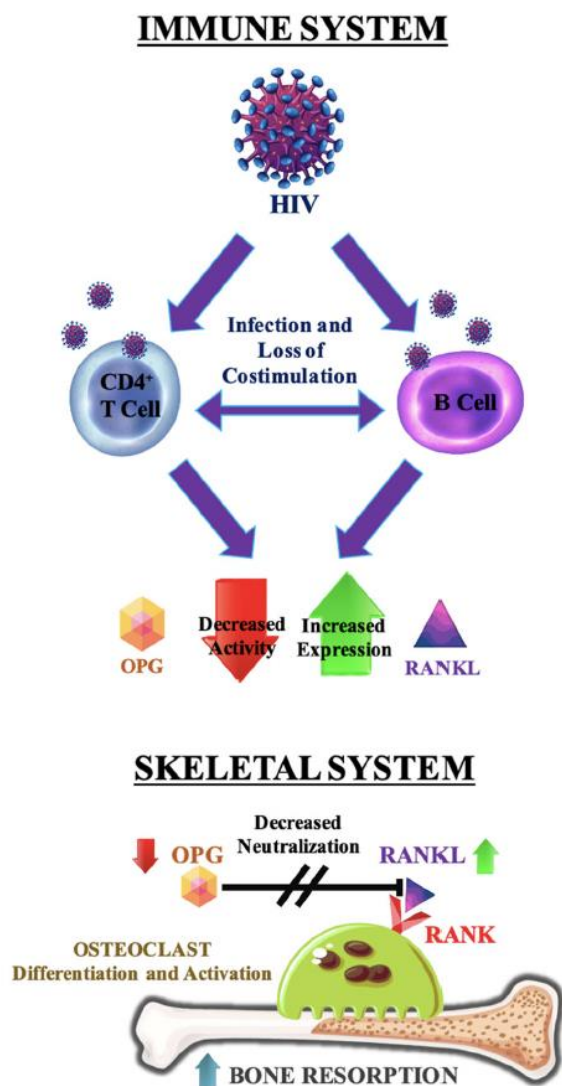 IMMUNE SYSTEM
HIV
Infection and
Loss of
Costimulation
CD4⁺
T Cell
B Cell
Decreased
Activity
Increased
Expression
OPG
RANKL
SKELETAL SYSTEM
Decreased
Neutralization
OPG
RANKL
RANK
OSTEOCLAST
Differentiation and Activation
BONE RESORPTION